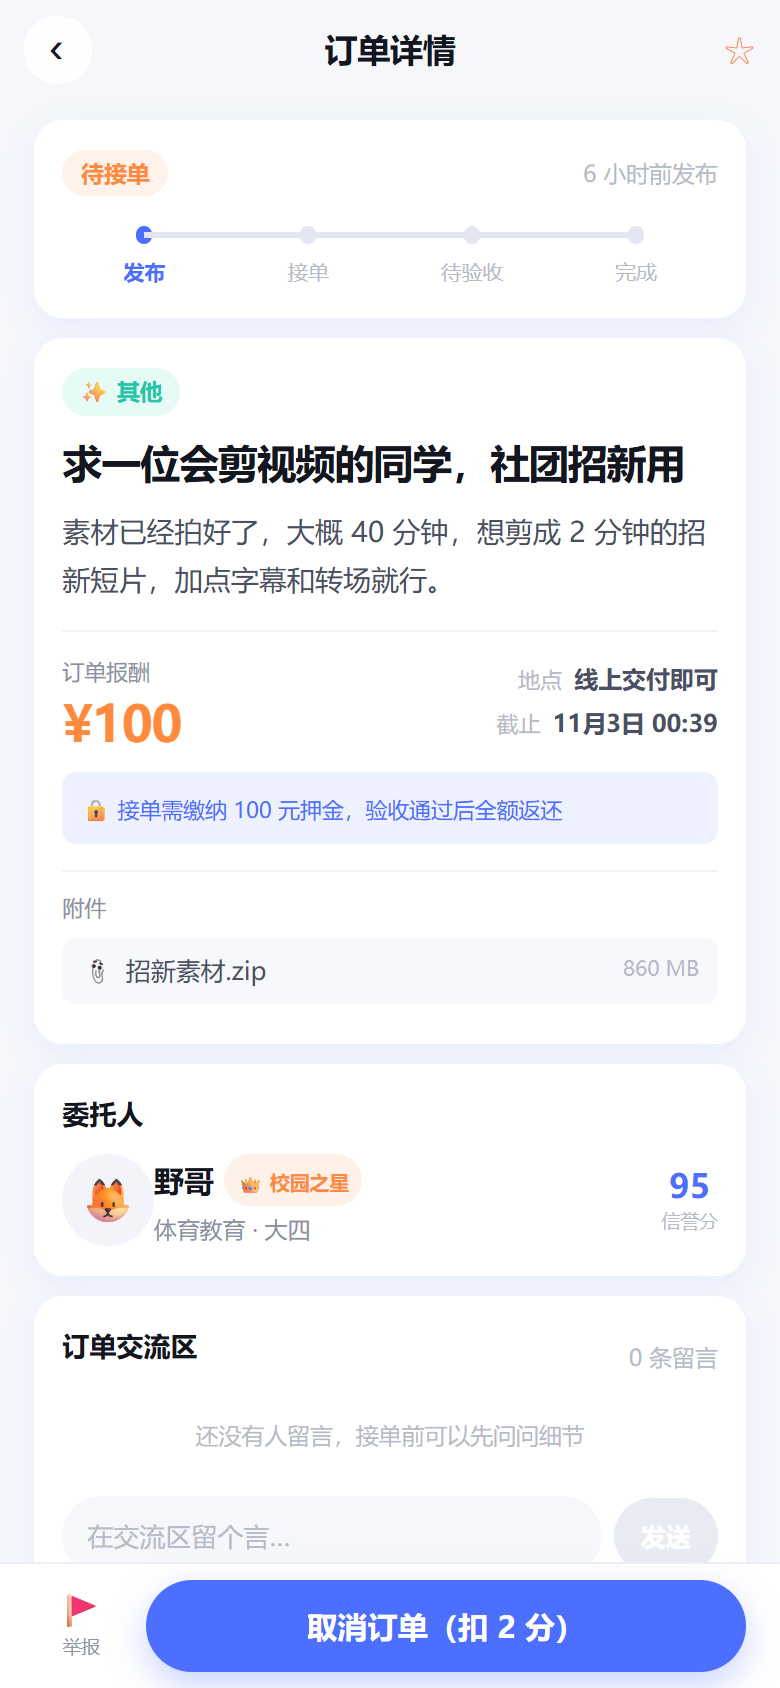 订单详情
待接单
6 小时前发布
发布
接单
待验收
完成
其他
求一位会剪视频的同学，社团招新用
素材已经拍好了，大概 40 分钟，想剪成 2 分钟的招
新短片，加点字幕和转场就行。
订单报酬
¥100
地点 线上交付即可
截止 11月3日 00:39
接单需缴纳 100 元押金，验收通过后全额返还
附件
招新素材.zip
860 MB
委托人
野哥
校园之星
体育教育 · 大四
95
信誉分
订单交流区
0 条留言
还没有人留言，接单前可以先问问细节
在交流区留个言...
发送
举报
取消订单（扣 2 分）